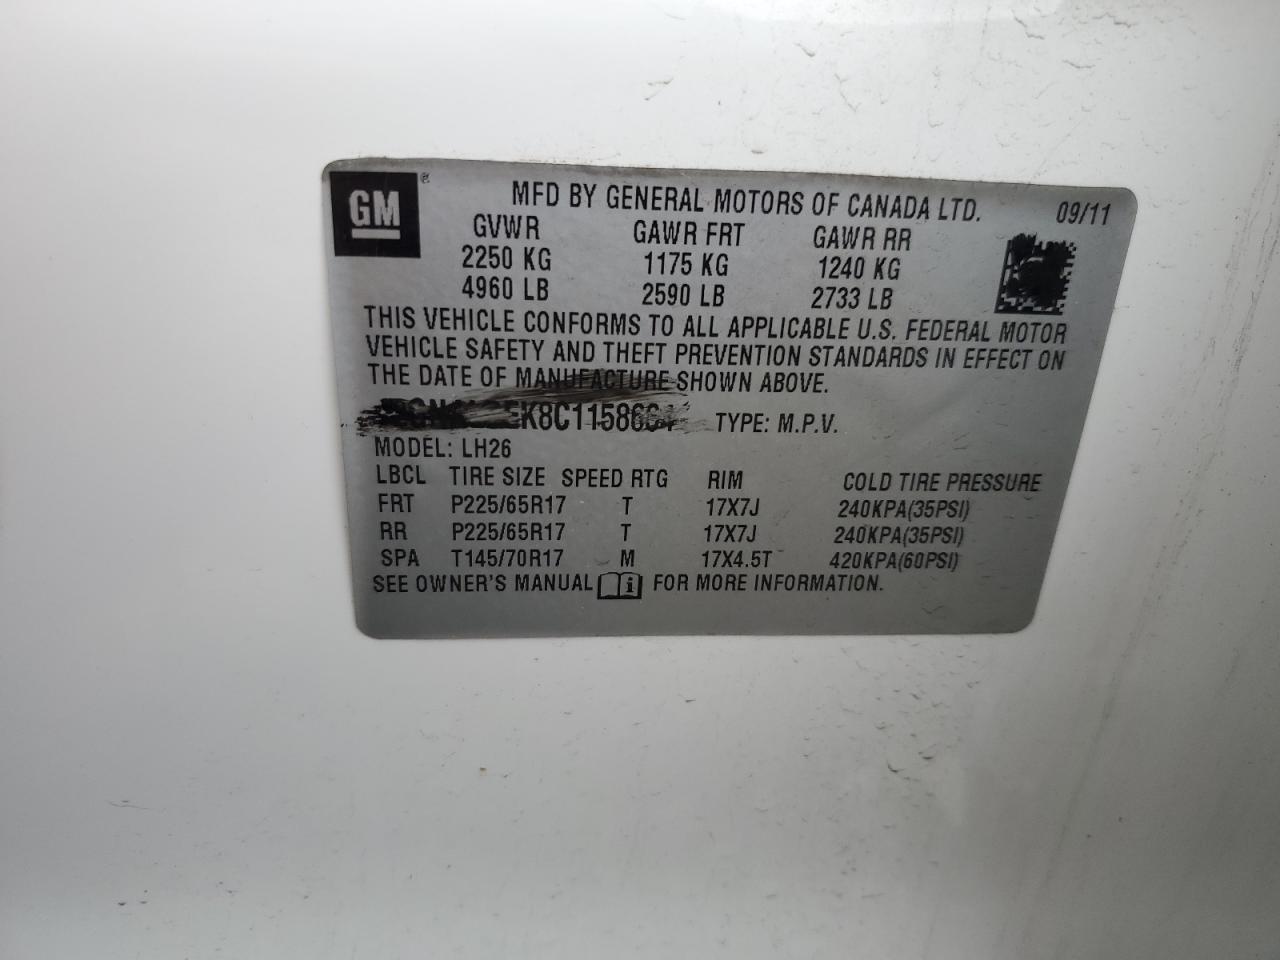 GM®
MFD BY GENERAL MOTORS OF CANADA LTD. 09/11
GVWR GAWR FRT GAWR RR
2250 KG 1175 KG 1240 KG
4960 LB 2590 LB 2733 LB
THIS VEHICLE CONFORMS TO ALL APPLICABLE U.S. FEDERAL MOTOR
VEHICLE SAFETY AND THEFT PREVENTION STANDARDS IN EFFECT ON
THE DATE OF MANUFACTURE SHOWN ABOVE.
TYPE: M.P.V.
MODEL: LH26
LBCL TIRE SIZE SPEED RTG RIM COLD TIRE PRESSURE
FRT P225/65R17 T 17X7J 240KPA(35PSI)
RR P225/65R17 T 17X7J 240KPA(35PSI)
SPA T145/70R17 M 17X4.5T 420KPA(60PSI)
SEE OWNER'S MANUAL i FOR MORE INFORMATION.